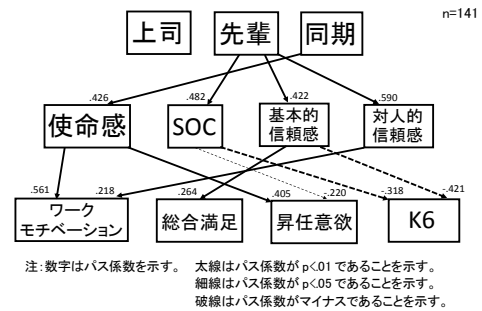 n=141
上司
先輩
同期
.426
.482
.422
.590
使命感
SOC
基本的
信頼感
対人的
信頼感
.561
.218
.264
.405
-.220
-.318
-.421
ワーク
モチベーション
総合満足
昇任意欲
K6
注：数字はパス係数を示す。 太線はパス係数が p<.01 であることを示す。
細線はパス係数が p<.05 であることを示す。
破線はパス係数がマイナスであることを示す。